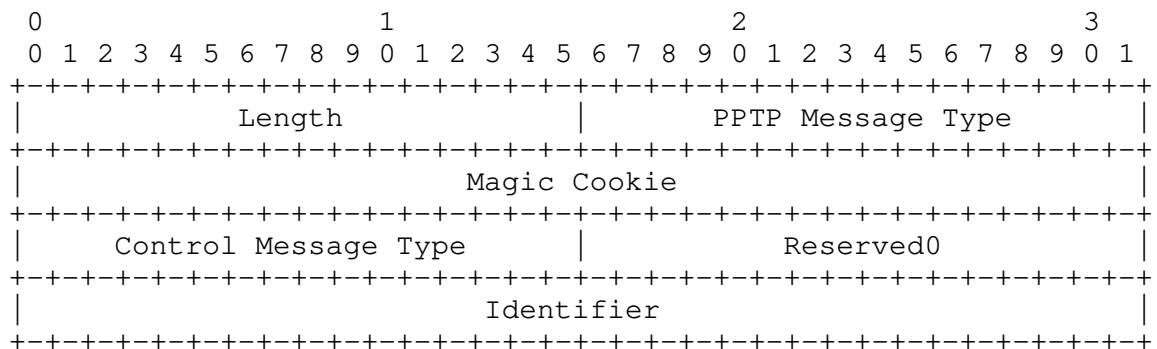 0                   1                   2                   3
 0 1 2 3 4 5 6 7 8 9 0 1 2 3 4 5 6 7 8 9 0 1 2 3 4 5 6 7 8 9 0 1
+-+-+-+-+-+-+-+-+-+-+-+-+-+-+-+-+-+-+-+-+-+-+-+-+-+-+-+-+-+-+-+-+
|            Length             |       PPTP Message Type       |
+-+-+-+-+-+-+-+-+-+-+-+-+-+-+-+-+-+-+-+-+-+-+-+-+-+-+-+-+-+-+-+-+
|                         Magic Cookie                          |
+-+-+-+-+-+-+-+-+-+-+-+-+-+-+-+-+-+-+-+-+-+-+-+-+-+-+-+-+-+-+-+-+
|     Control Message Type      |           Reserved0           |
+-+-+-+-+-+-+-+-+-+-+-+-+-+-+-+-+-+-+-+-+-+-+-+-+-+-+-+-+-+-+-+-+
|                          Identifier                           |
+-+-+-+-+-+-+-+-+-+-+-+-+-+-+-+-+-+-+-+-+-+-+-+-+-+-+-+-+-+-+-+-+